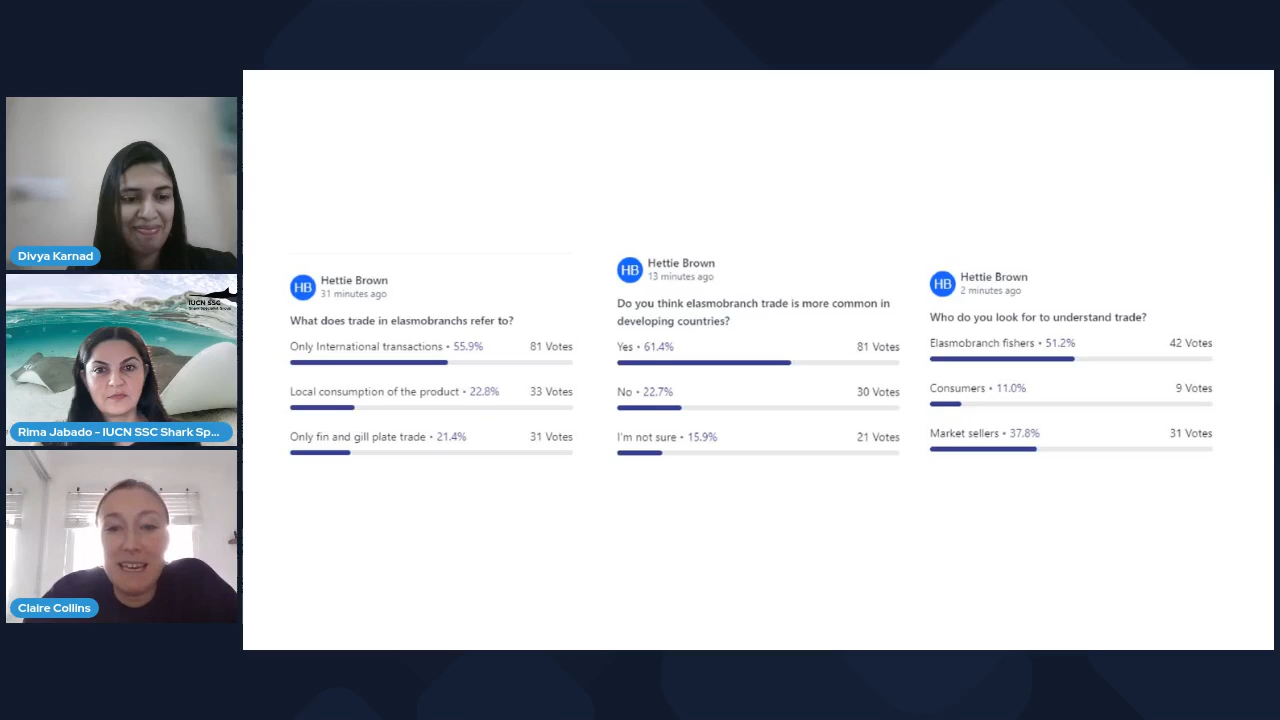 Divya Karnad
IUCN SSC
Shark Specialist Group
Rima Jabado - IUCN SSC Shark Sp...
Claire Collins
HB
Hettie Brown
31 minutes ago
What does trade in elasmobranchs refer to?
Only International transactions • 55.9% 81 Votes
Local consumption of the product • 22.8% 33 Votes
Only fin and gill plate trade • 21.4% 31 Votes
HB
Hettie Brown
13 minutes ago
Do you think elasmobranch trade is more common in
developing countries?
Yes • 61.4% 81 Votes
No • 22.7% 30 Votes
I'm not sure • 15.9% 21 Votes
HB
Hettie Brown
2 minutes ago
Who do you look for to understand trade?
Elasmobranch fishers • 51.2% 42 Votes
Consumers • 11.0% 9 Votes
Market sellers • 37.8% 31 Votes